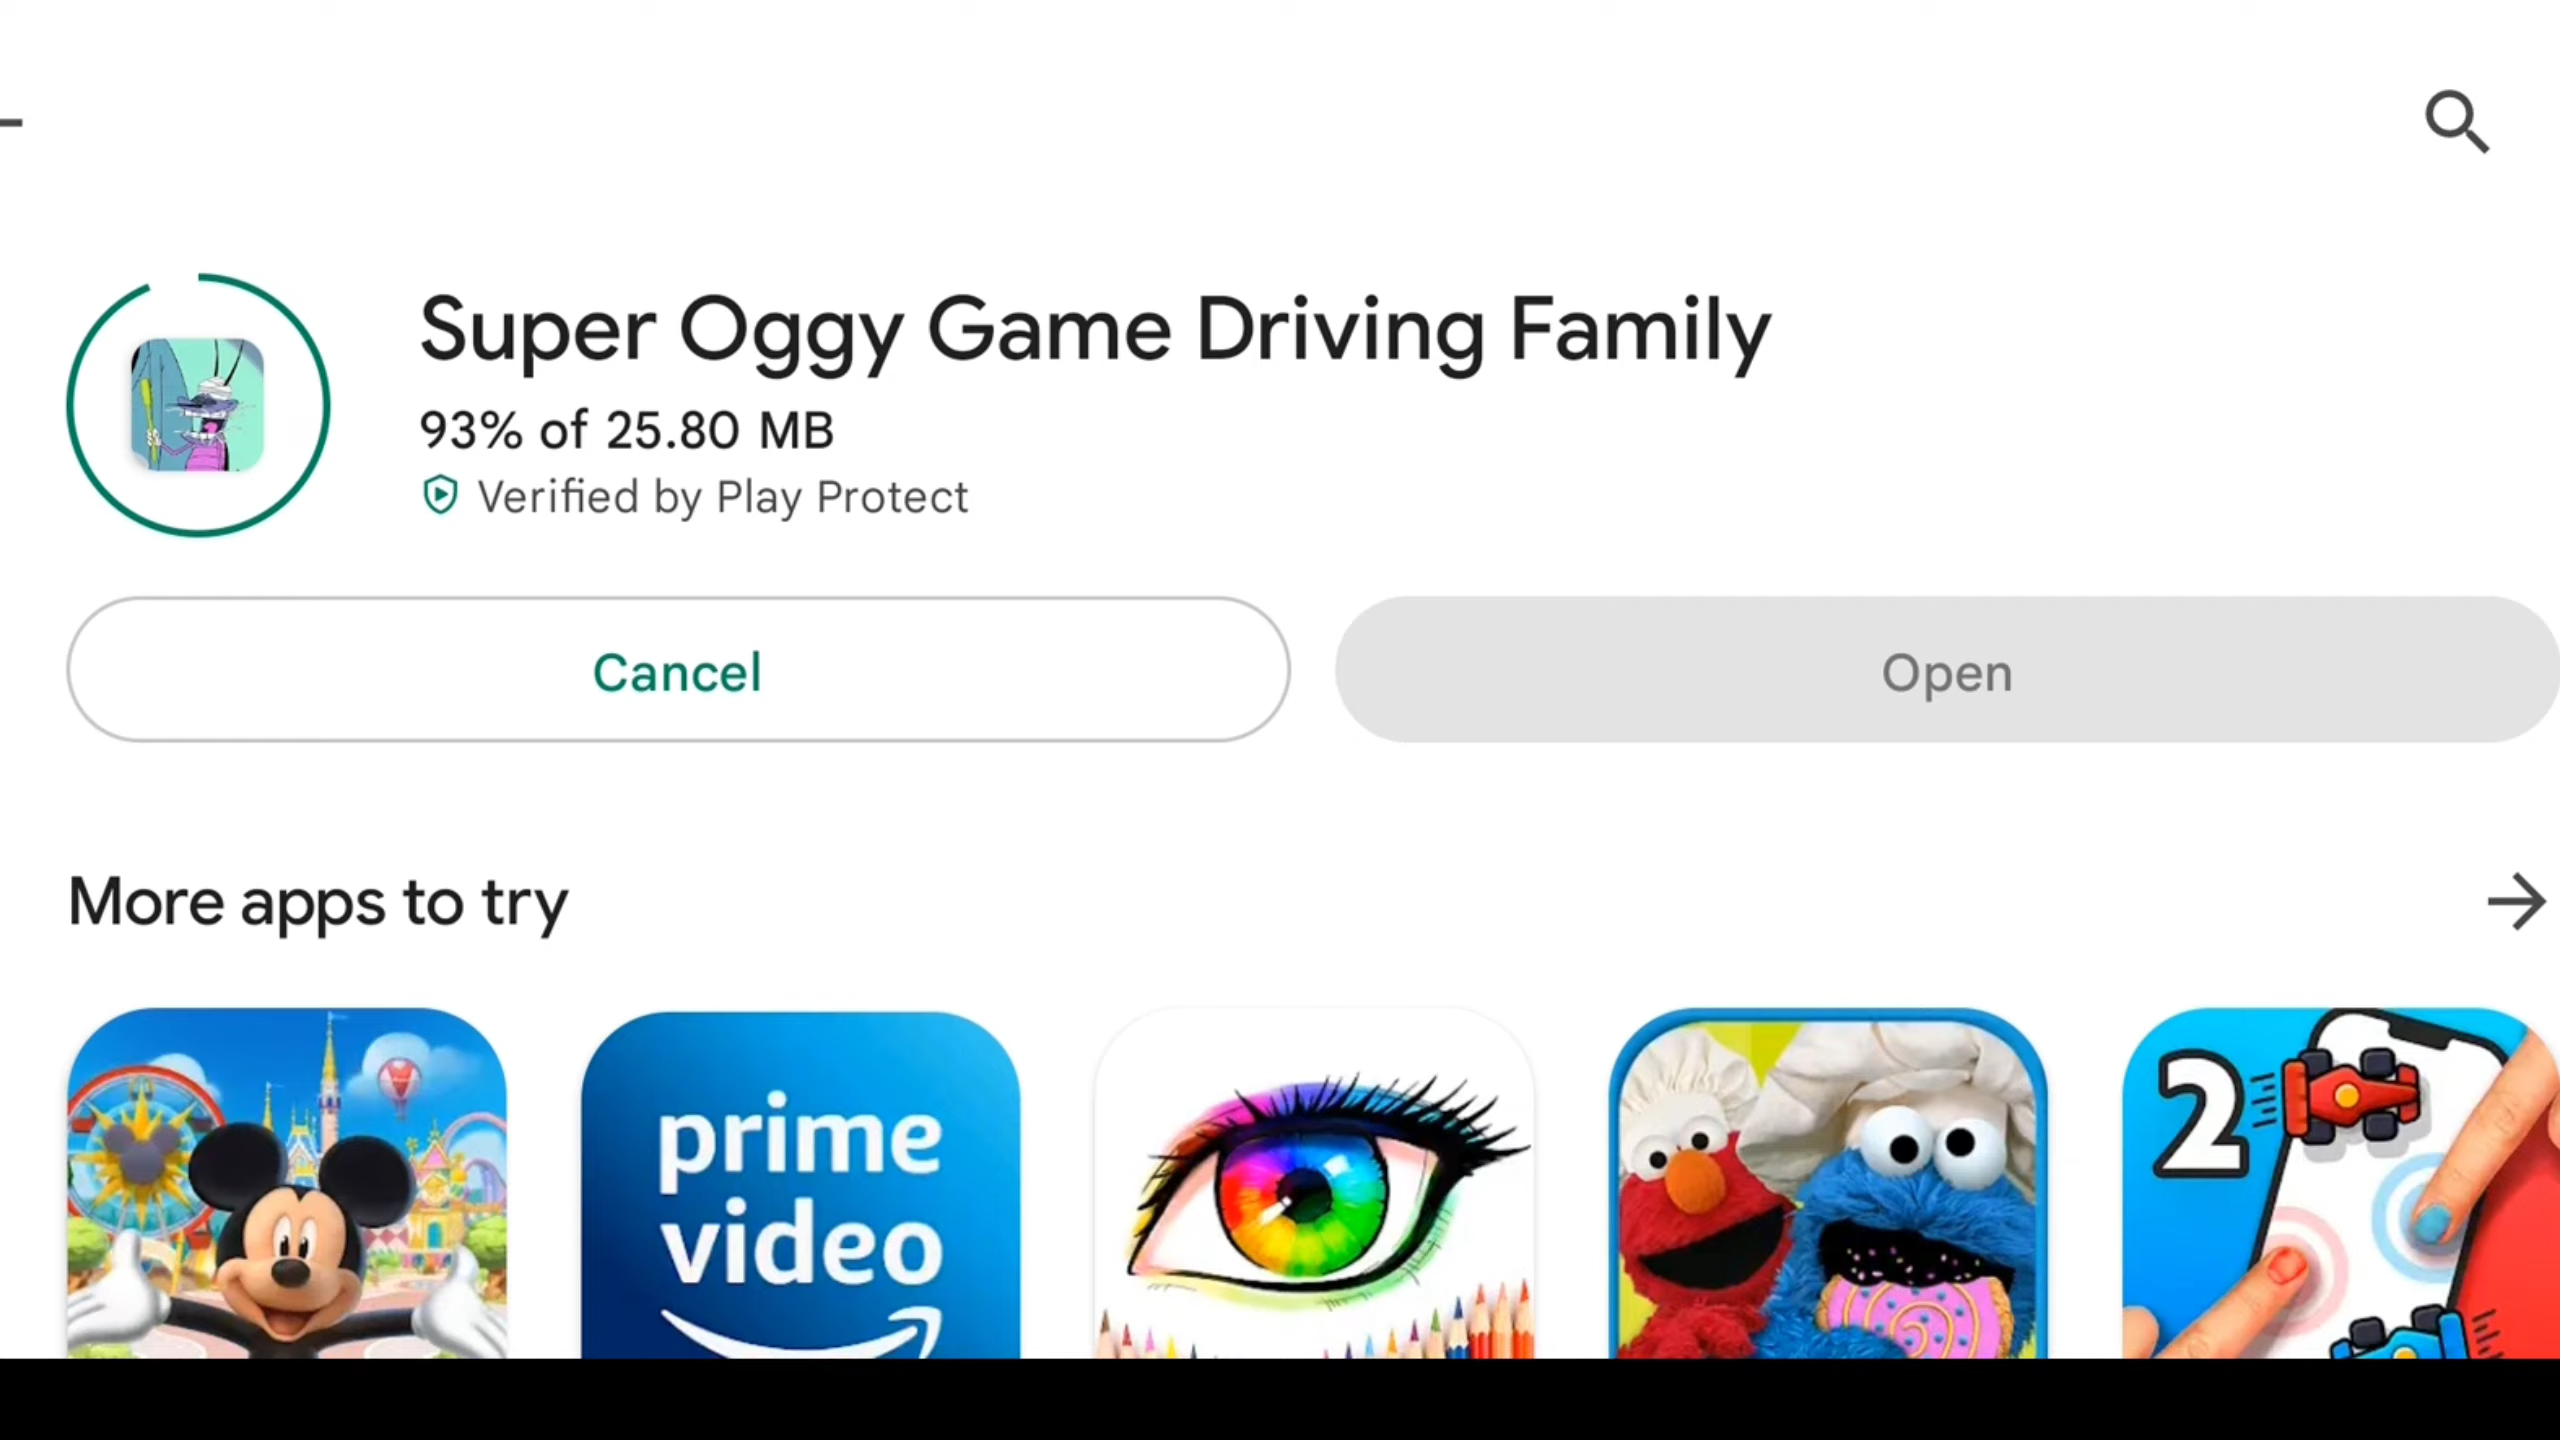 Super Oggy Game Driving Family
93% of 25.80 MB
Verified by Play Protect
Cancel
Open
More apps to try
prime
video
2